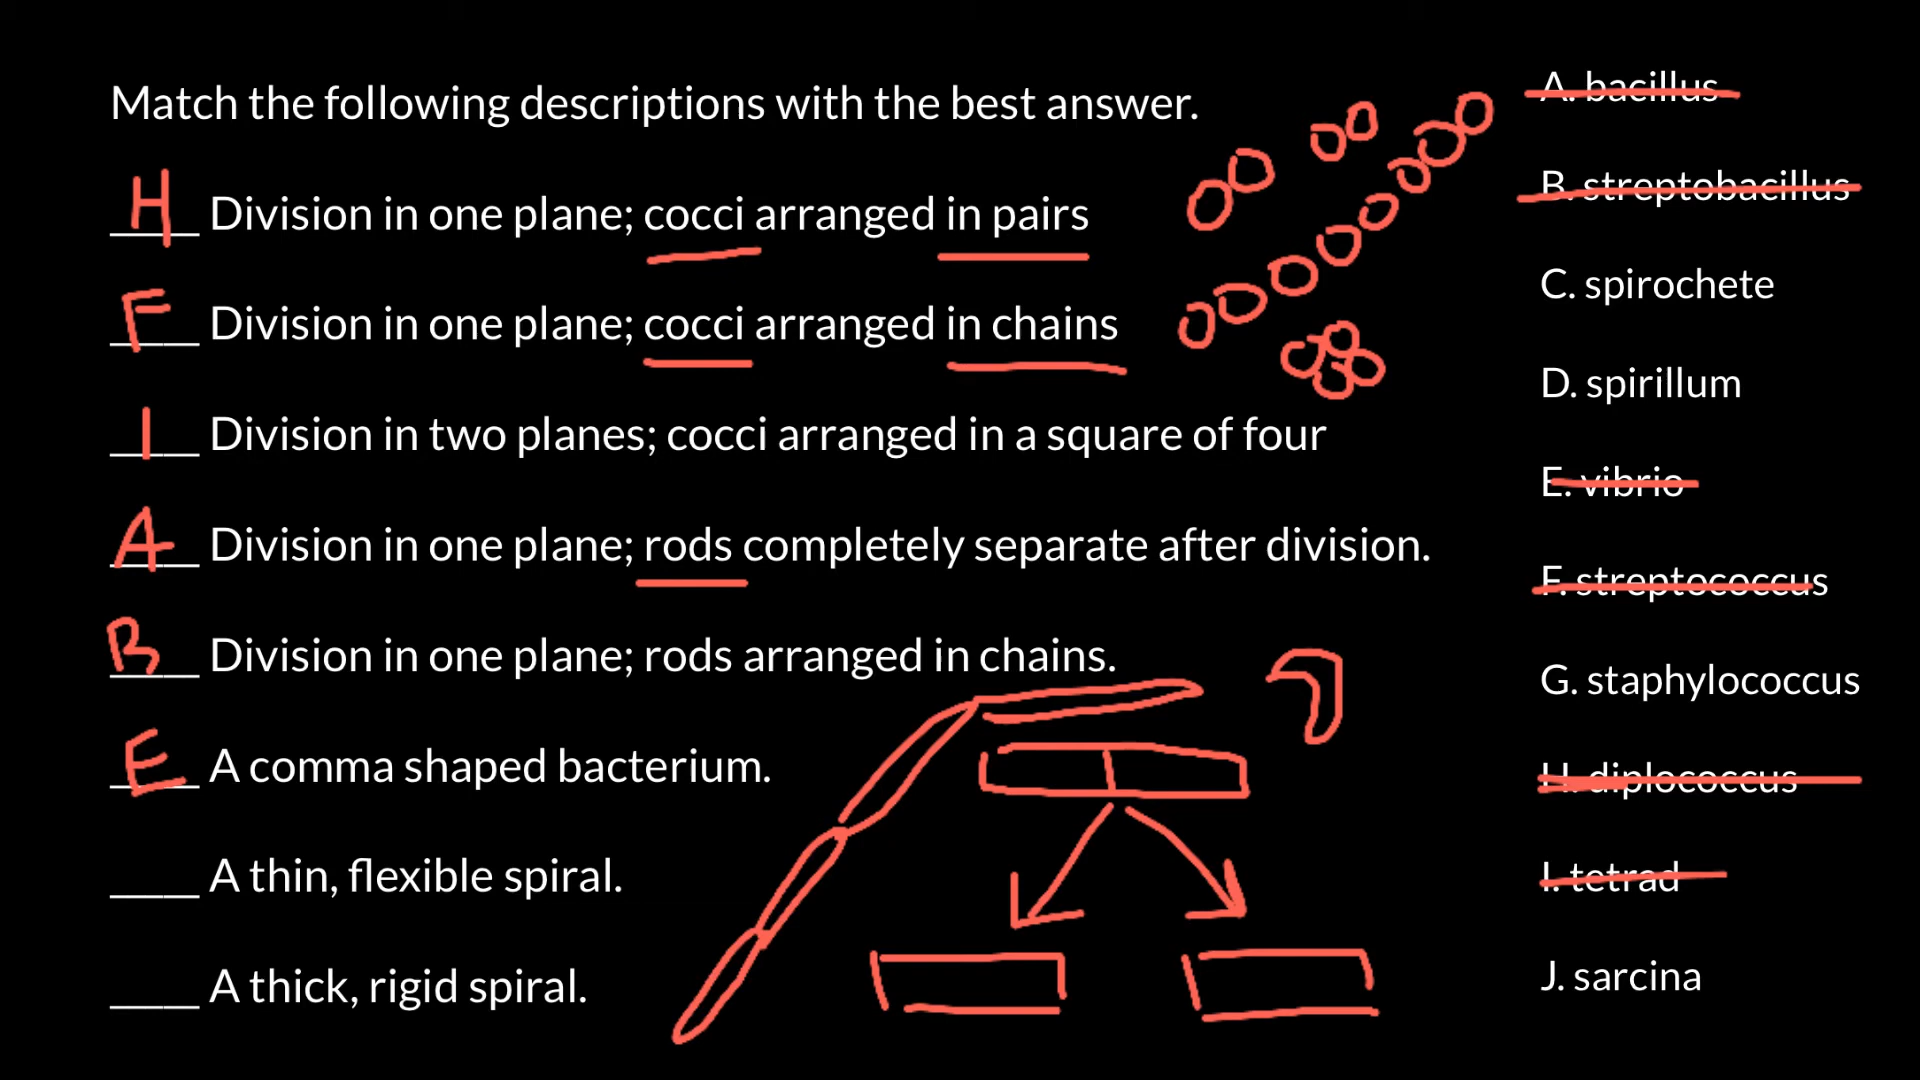 Match the following descriptions with the best answer.
H Division in one plane; cocci arranged in pairs
F Division in one plane; cocci arranged in chains
I Division in two planes; cocci arranged in a square of four
A Division in one plane; rods completely separate after division.
B Division in one plane; rods arranged in chains.
E A comma shaped bacterium.
____ A thin, flexible spiral.
____ A thick, rigid spiral.
A. bacillus
B. streptobacillus
C. spirochete
D. spirillum
E. vibrio
F. streptococcus
G. staphylococcus
H. diplococcus
I. tetrad
J. sarcina